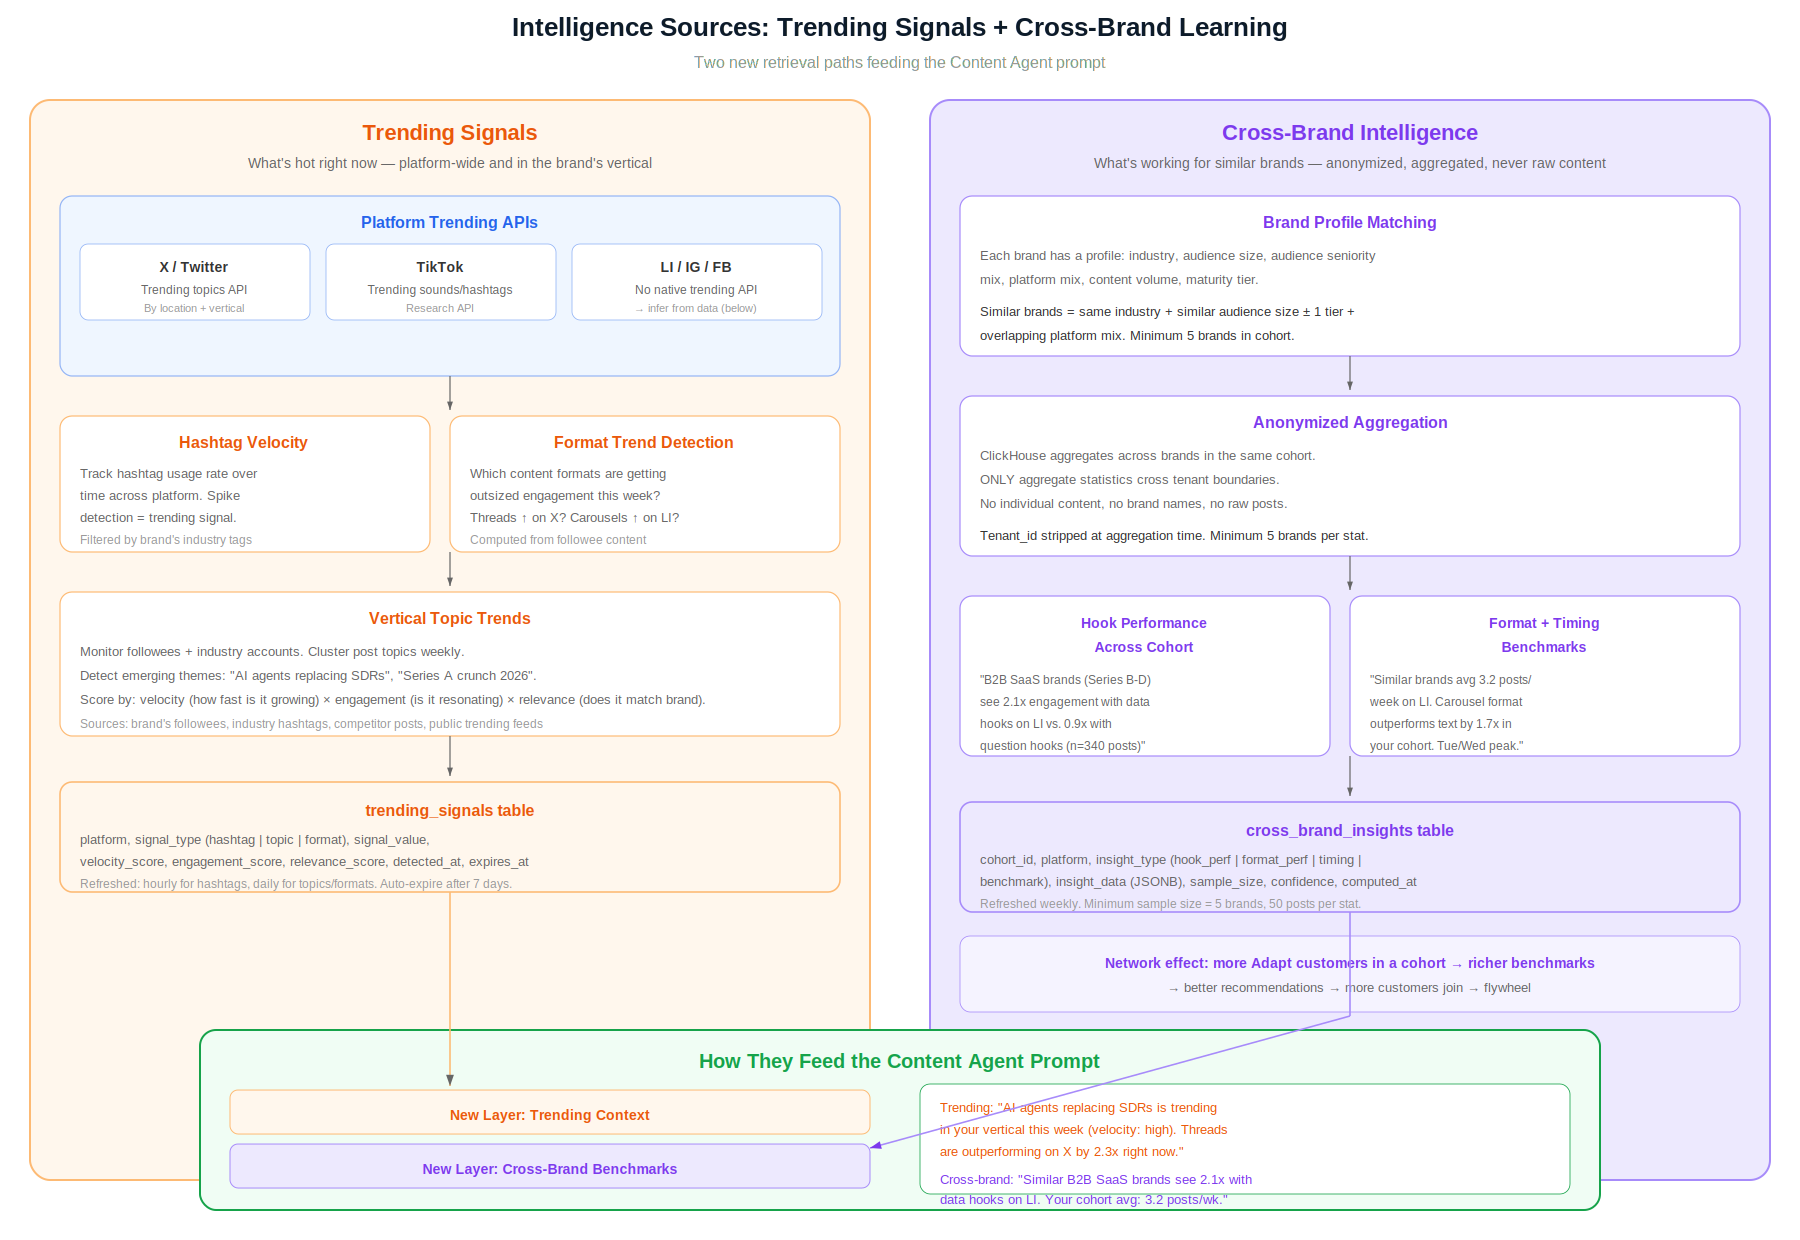 Intelligence Sources: Trending Signals + Cross-Brand Learning
Two new retrieval paths feeding the Content Agent prompt
Trending Signals
What's hot right now — platform-wide and in the brand's vertical
Platform Trending APIs
X / Twitter
Trending topics API
By location + vertical
TikTok
Trending sounds/hashtags
Research API
LI / IG / FB
No native trending API
→ infer from data (below)
Hashtag Velocity
Track hashtag usage rate over
time across platform. Spike
detection = trending signal.
Filtered by brand's industry tags
Format Trend Detection
Which content formats are getting
outsized engagement this week?
Threads ↑ on X? Carousels ↑ on LI?
Computed from followee content
Vertical Topic Trends
Monitor followees + industry accounts. Cluster post topics weekly.
Detect emerging themes: "AI agents replacing SDRs", "Series A crunch 2026".
Score by: velocity (how fast is it growing) × engagement (is it resonating) × relevance (does it match brand).
Sources: brand's followees, industry hashtags, competitor posts, public trending feeds
trending_signals table
platform, signal_type (hashtag | topic | format), signal_value,
velocity_score, engagement_score, relevance_score, detected_at, expires_at
Refreshed: hourly for hashtags, daily for topics/formats. Auto-expire after 7 days.
Cross-Brand Intelligence
What's working for similar brands — anonymized, aggregated, never raw content
Brand Profile Matching
Each brand has a profile: industry, audience size, audience seniority
mix, platform mix, content volume, maturity tier.
Similar brands = same industry + similar audience size ± 1 tier +
overlapping platform mix. Minimum 5 brands in cohort.
Anonymized Aggregation
ClickHouse aggregates across brands in the same cohort.
ONLY aggregate statistics cross tenant boundaries.
No individual content, no brand names, no raw posts.
Tenant_id stripped at aggregation time. Minimum 5 brands per stat.
Hook Performance
Across Cohort
"B2B SaaS brands (Series B-D)
see 2.1x engagement with data
hooks on LI vs. 0.9x with
question hooks (n=340 posts)"
Format + Timing
Benchmarks
"Similar brands avg 3.2 posts/
week on LI. Carousel format
outperforms text by 1.7x in
your cohort. Tue/Wed peak."
cross_brand_insights table
cohort_id, platform, insight_type (hook_perf | format_perf | timing |
benchmark), insight_data (JSONB), sample_size, confidence, computed_at
Refreshed weekly. Minimum sample size = 5 brands, 50 posts per stat.
Network effect: more Adapt customers in a cohort → richer benchmarks
→ better recommendations → more customers join → flywheel
How They Feed the Content Agent Prompt
New Layer: Trending Context
New Layer: Cross-Brand Benchmarks
Trending: "AI agents replacing SDRs is trending
in your vertical this week (velocity: high). Threads
are outperforming on X by 2.3x right now."
Cross-brand: "Similar B2B SaaS brands see 2.1x with
data hooks on LI. Your cohort avg: 3.2 posts/wk."